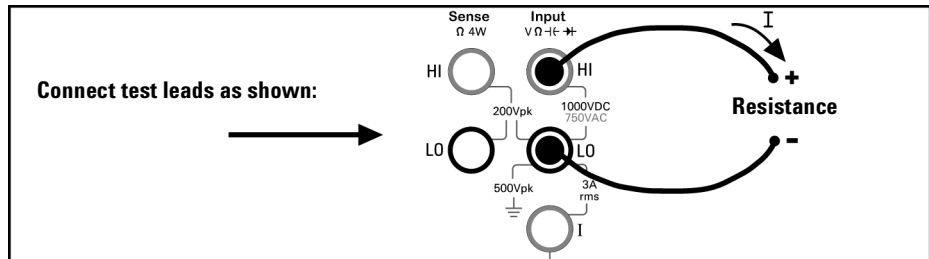 Sense Input
Ω 4W VΩ⊣(➔+
I
HI HI
+
Connect test leads as shown:
1000VDC
200Vpk 750VAC
Resistance
LO LO
-
500Vpk 3A
rms
I